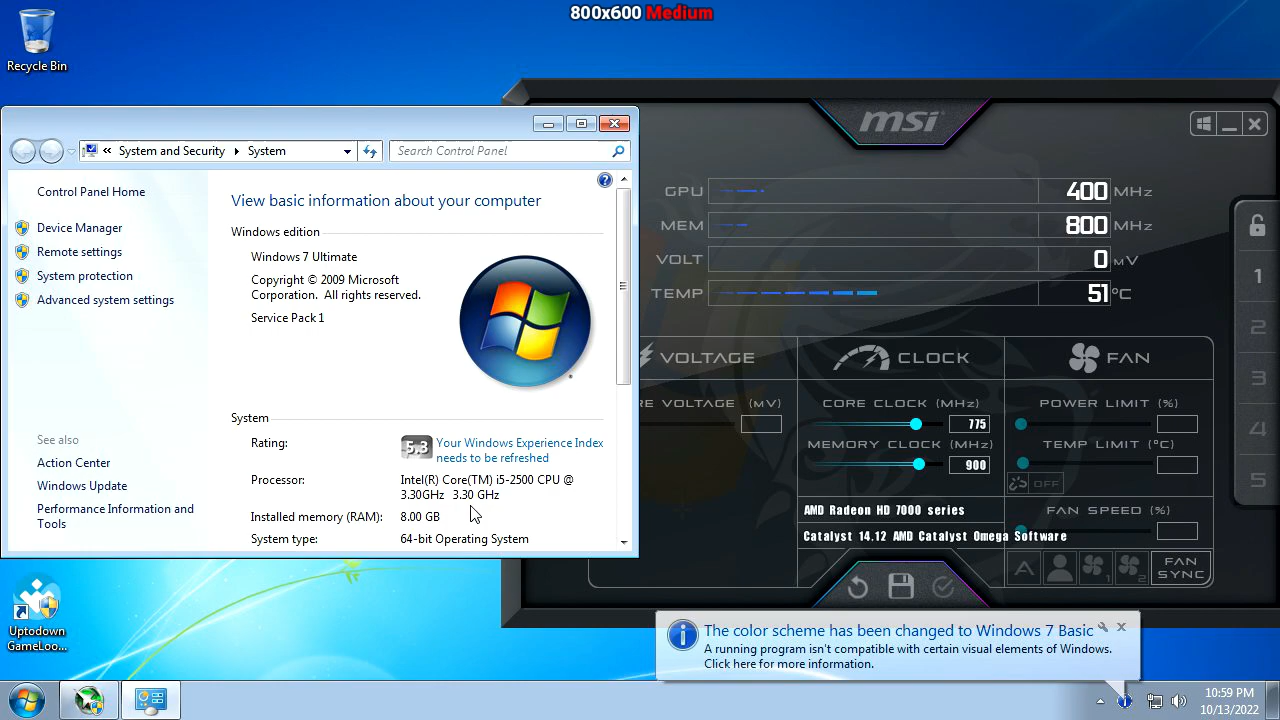 800x600 Medium
Recycle Bin
System and Security
System
Search Control Panel
Control Panel Home
Device Manager
Remote settings
System protection
Advanced system settings
See also
Action Center
Windows Update
Performance Information and
Tools
View basic information about your computer
Windows edition
Windows 7 Ultimate
Copyright © 2009 Microsoft
Corporation. All rights reserved.
Service Pack 1
System
Rating:
5.3
Your Windows Experience Index
needs to be refreshed
Processor:
Intel(R) Core(TM) i5-2500 CPU @
3.30GHz 3.30 GHz
Installed memory (RAM):
8.00 GB
System type:
64-bit Operating System
msi
GPU 400 MHz
MEM 800 MHz
VOLT 0 MV
TEMP 51 °C
1
2
3
4
5
VOLTAGE
CLOCK
FAN
RE VOLTAGE (MV)
CORE CLOCK (MHz)
775
MEMORY CLOCK (MHz)
900
POWER LIMIT (%)
TEMP LIMIT (°C)
OFF
FAN SPEED (%)
AMD Radeon HD 7000 series
Catalyst 14.12 AMD Catalyst Omega Software
A
1
2
FAN
SYNC
Uptodown
GameLoo...
The color scheme has been changed to Windows 7 Basic
A running program isn't compatible with certain visual elements of Windows.
Click here for more information.
10:59 PM
10/13/2022